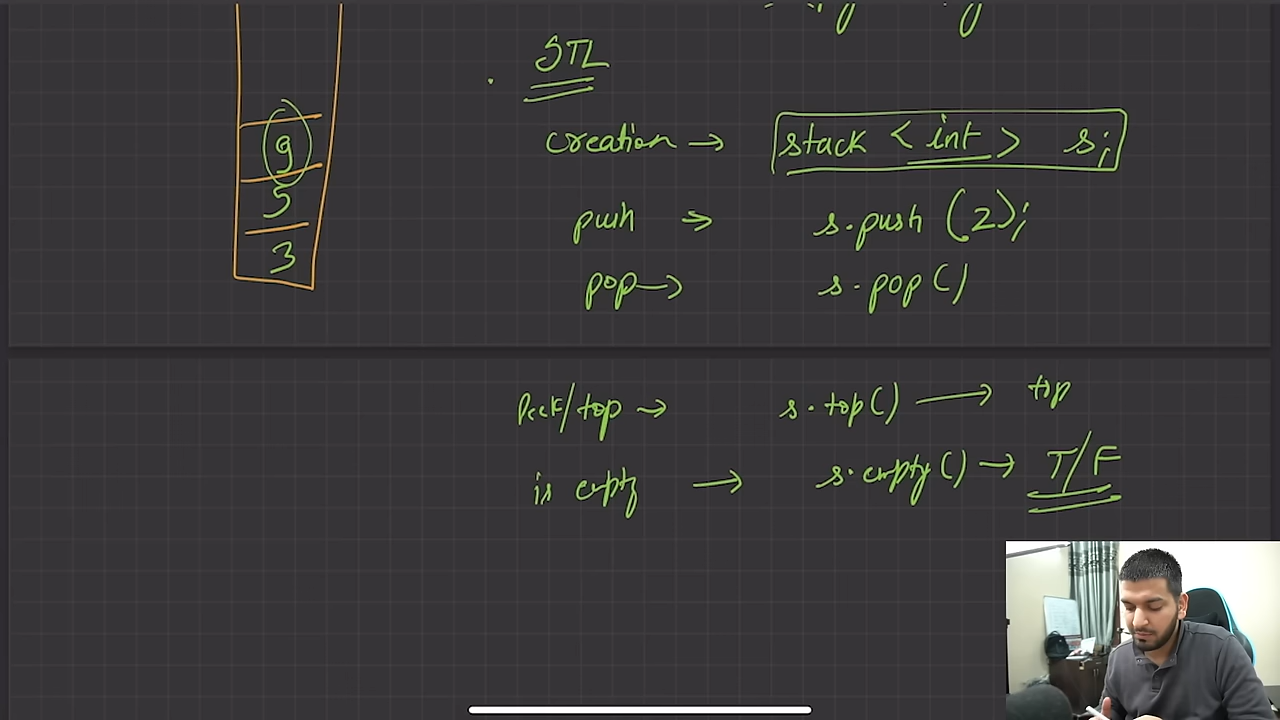 STL
creation → stack <int> s;
push → s.push (2);
pop → s.pop()
9
5
3
Peek/top → s.top() → top
is empty → s.empty() → T/F